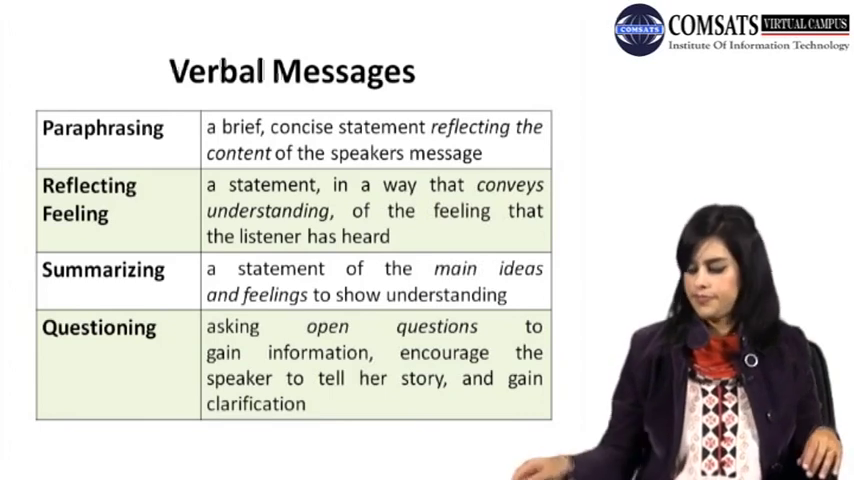 COMSATS VIRTUAL CAMPUS
COMSATS Institute Of Information Technology
Verbal Messages
Paraphrasing
a brief, concise statement reflecting the
content of the speakers message
Reflecting
Feeling
a statement, in a way that conveys
understanding, of the feeling that
the listener has heard
Summarizing
a statement of the main ideas
and feelings to show understanding
Questioning
asking open questions to
gain information, encourage the
speaker to tell her story, and gain
clarification